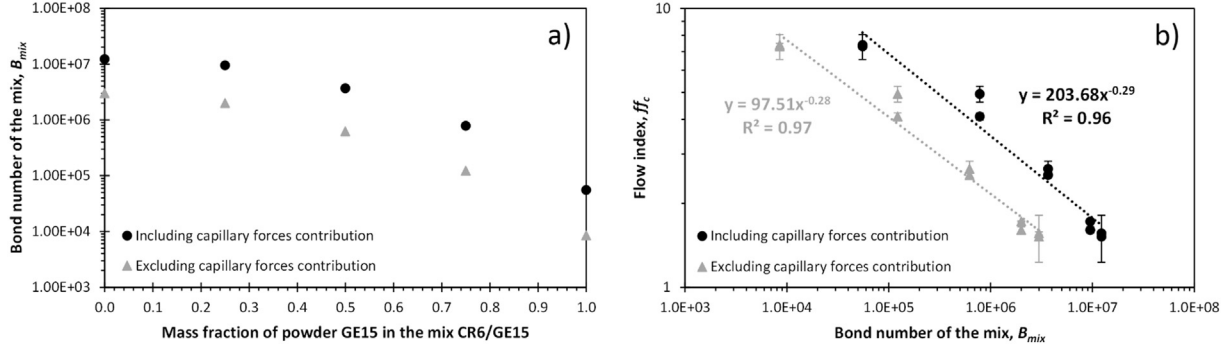 1.00E+08
1.00E+07
1.00E+06
1.00E+05
1.00E+04
1.00E+03
Bond number of the mix, Bmix
a)
Including capillary forces contribution
Excluding capillary forces contribution
0.0 0.1 0.2 0.3 0.4 0.5 0.6 0.7 0.8 0.9 1.0
Mass fraction of powder GE15 in the mix CR6/GE15
10
1
Flow index, ffc
b)
y = 97.51x-0.28
R² = 0.97
y = 203.68x-0.29
R² = 0.96
Including capillary forces contribution
Excluding capillary forces contribution
1.0E+03 1.0E+04 1.0E+05 1.0E+06 1.0E+07 1.0E+08
Bond number of the mix, Bmix